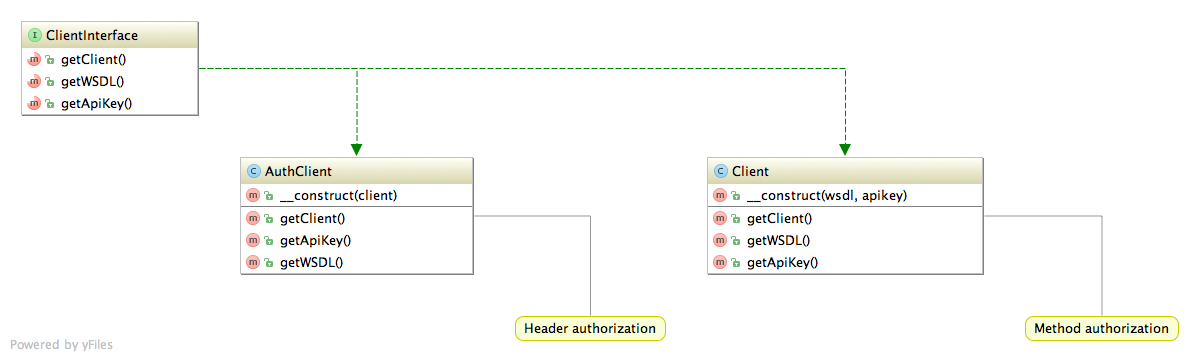 I ClientInterface
m getClient()
m getWSDL()
m getApiKey()
C AuthClient
m __construct(client)
m getClient()
m getApiKey()
m getWSDL()
C Client
m __construct(wsdl, apikey)
m getClient()
m getWSDL()
m getApiKey()
Header authorization
Method authorization
Powered by yFiles